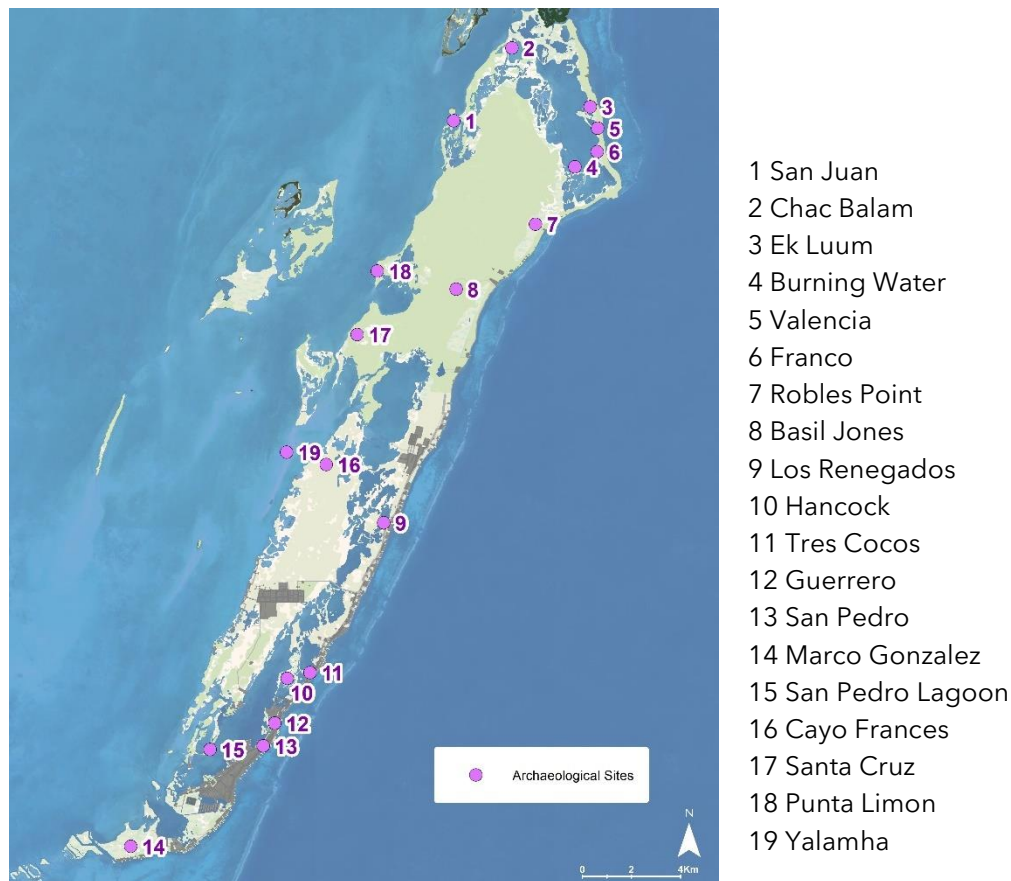 2
3
1
5
6
4
7
18
8
17
19
16
9
11
10
12
15
13
14
Archaeological Sites
N
0 2 4Km
1 San Juan
2 Chac Balam
3 Ek Luum
4 Burning Water
5 Valencia
6 Franco
7 Robles Point
8 Basil Jones
9 Los Renegados
10 Hancock
11 Tres Cocos
12 Guerrero
13 San Pedro
14 Marco Gonzalez
15 San Pedro Lagoon
16 Cayo Frances
17 Santa Cruz
18 Punta Limon
19 Yalamha